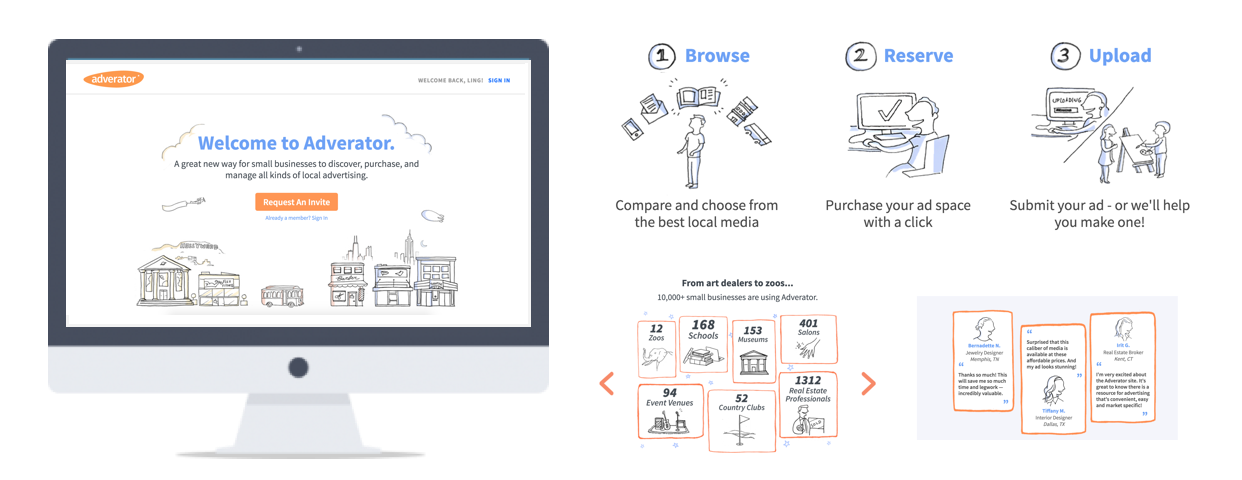 adverator
WELCOME BACK, LING! SIGN IN
Welcome to Adverator.
A great new way for small businesses to discover, purchase, and
manage all kinds of local advertising.
Request An Invite
Already a member? Sign In
1 Browse
Compare and choose from
the best local media
2 Reserve
Purchase your ad space
with a click
3 Upload
UPLOADING
Submit your ad - or we'll help
you make one!
From art dealers to zoos...
10,000+ small businesses are using Adverator.
12
Zoos
168
Schools
153
Museums
401
Salons
94
Event Venues
52
Country Clubs
1312
Real Estate
Professionals
SOLD
Bernadette N.
Jewelry Designer
Memphis, TN
“
Thanks so much! This
will save me so much
time and legwork —
incredibly valuable.
”
“
Surprised that this
caliber of media is
available at these
affordable prices. And
my ad looks stunning!
”
Tiffany M.
Interior Designer
Dallas, TX
Irit G.
Real Estate Broker
Kent, CT
“
I'm very excited about
the Adverator site. It's
great to know there is a
resource for advertising
that's convenient, easy
and market specific!
”